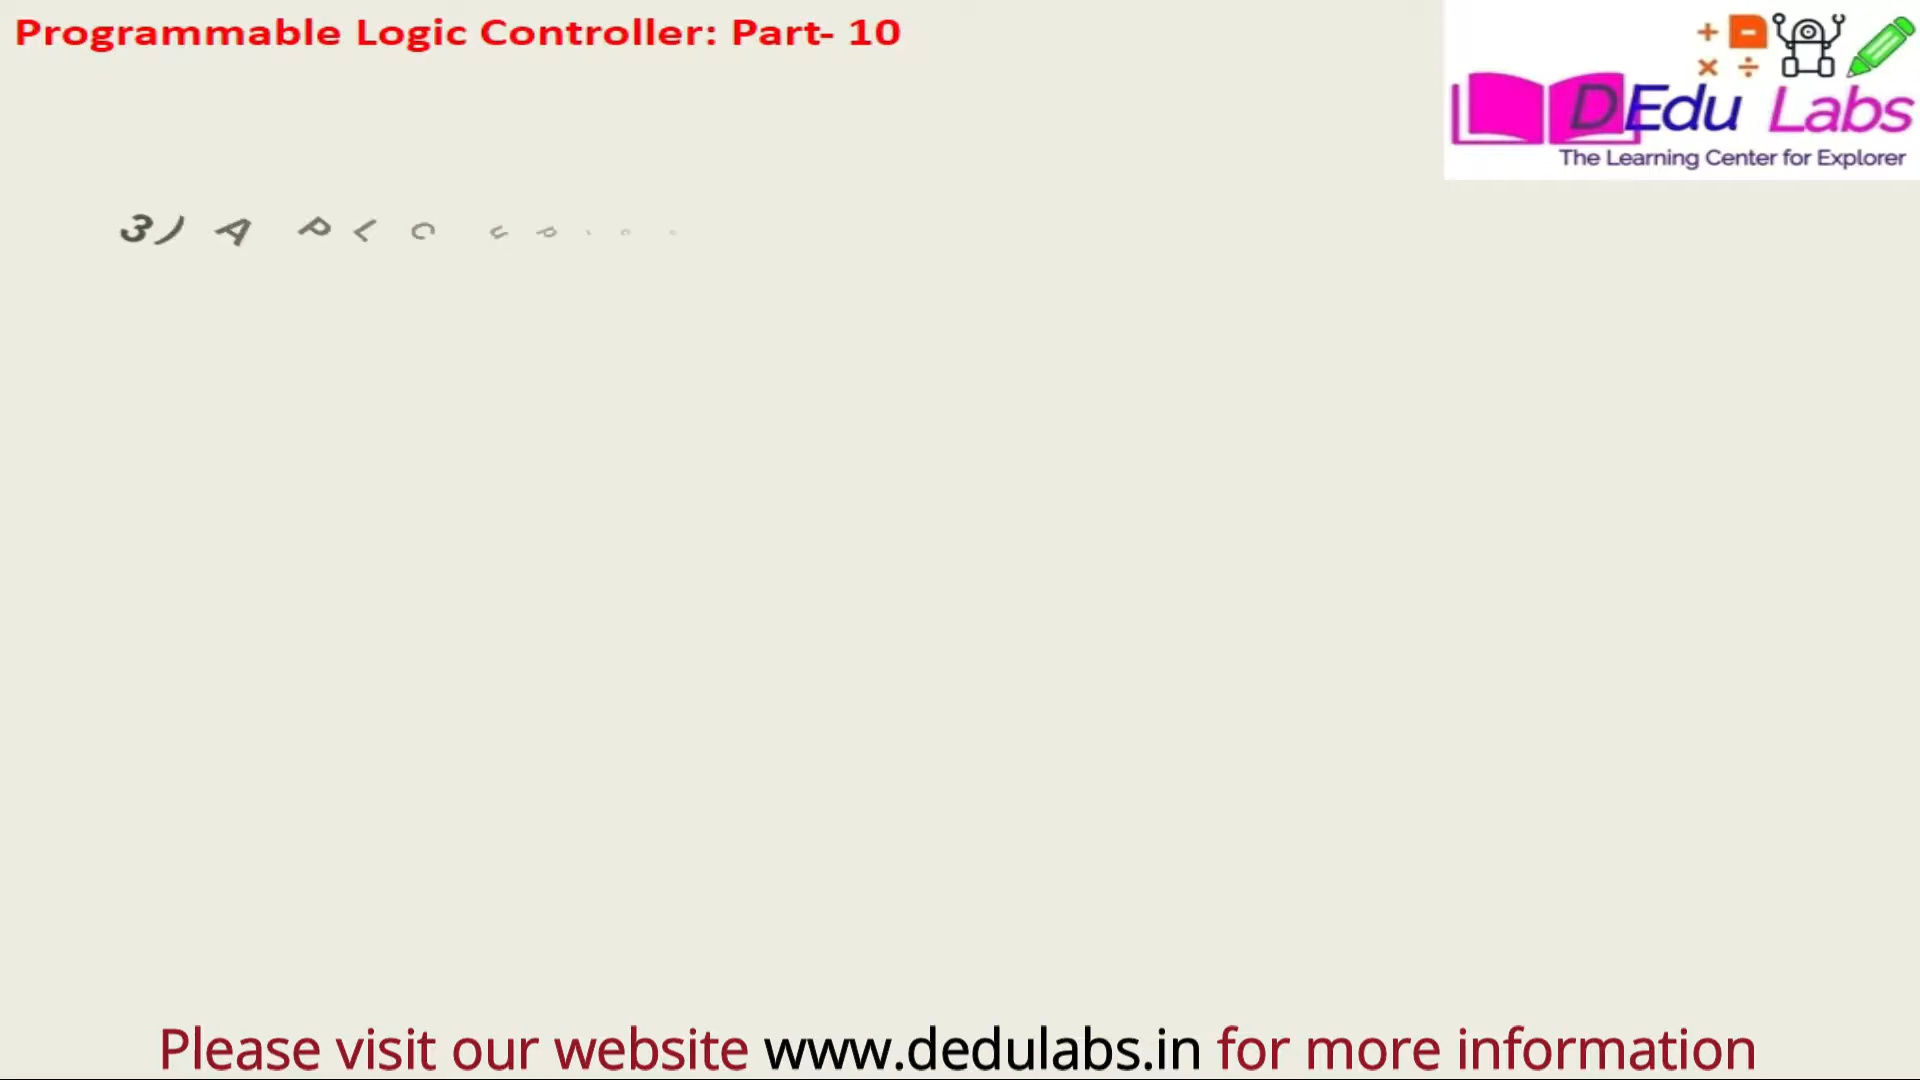 Programmable Logic Controller: Part- 10
DEdu Labs
The Learning Center for Explorer
3) A PLC
Please visit our website www.dedulabs.in for more information